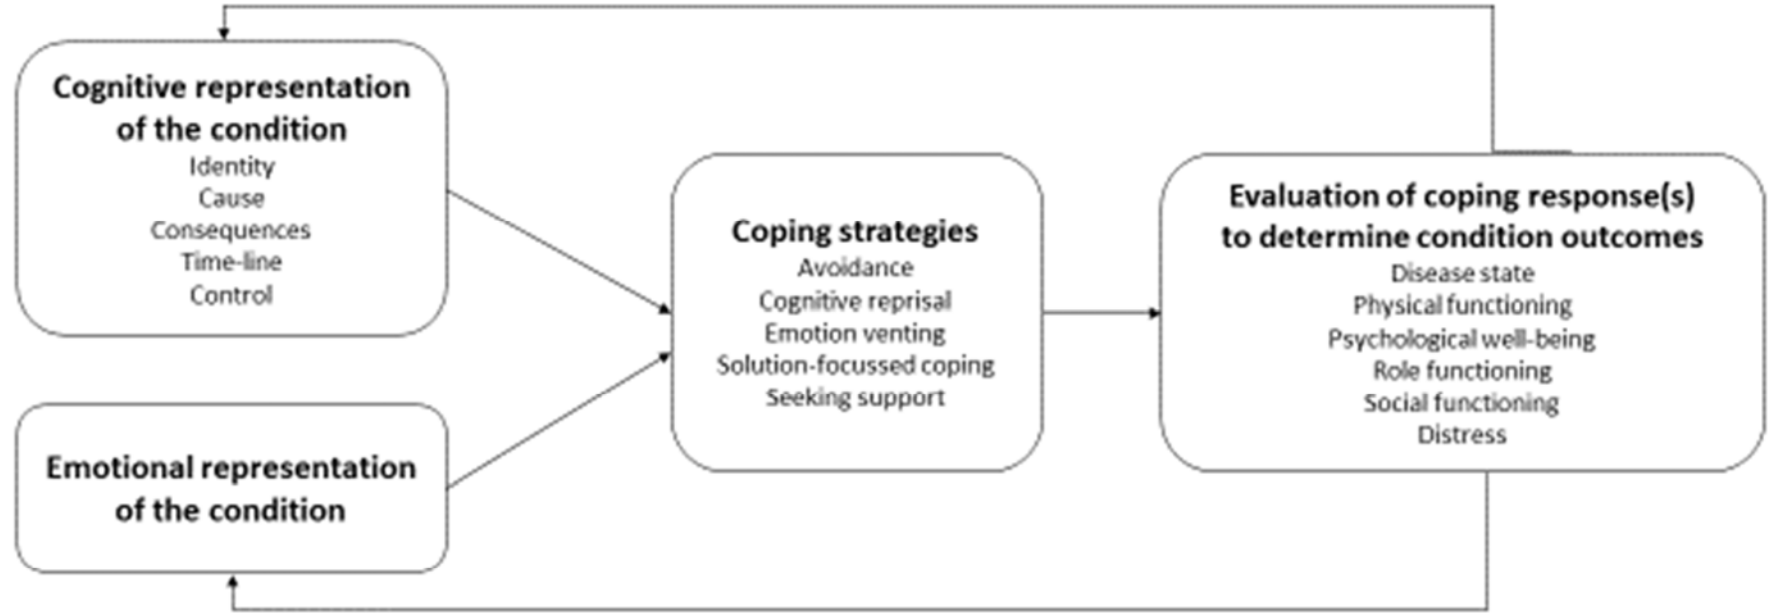 Cognitive representation
of the condition
Identity
Cause
Consequences
Time-line
Control
Emotional representation
of the condition
Coping strategies
Avoidance
Cognitive reprisal
Emotion venting
Solution-focussed coping
Seeking support
Evaluation of coping response(s)
to determine condition outcomes
Disease state
Physical functioning
Psychological well-being
Role functioning
Social functioning
Distress